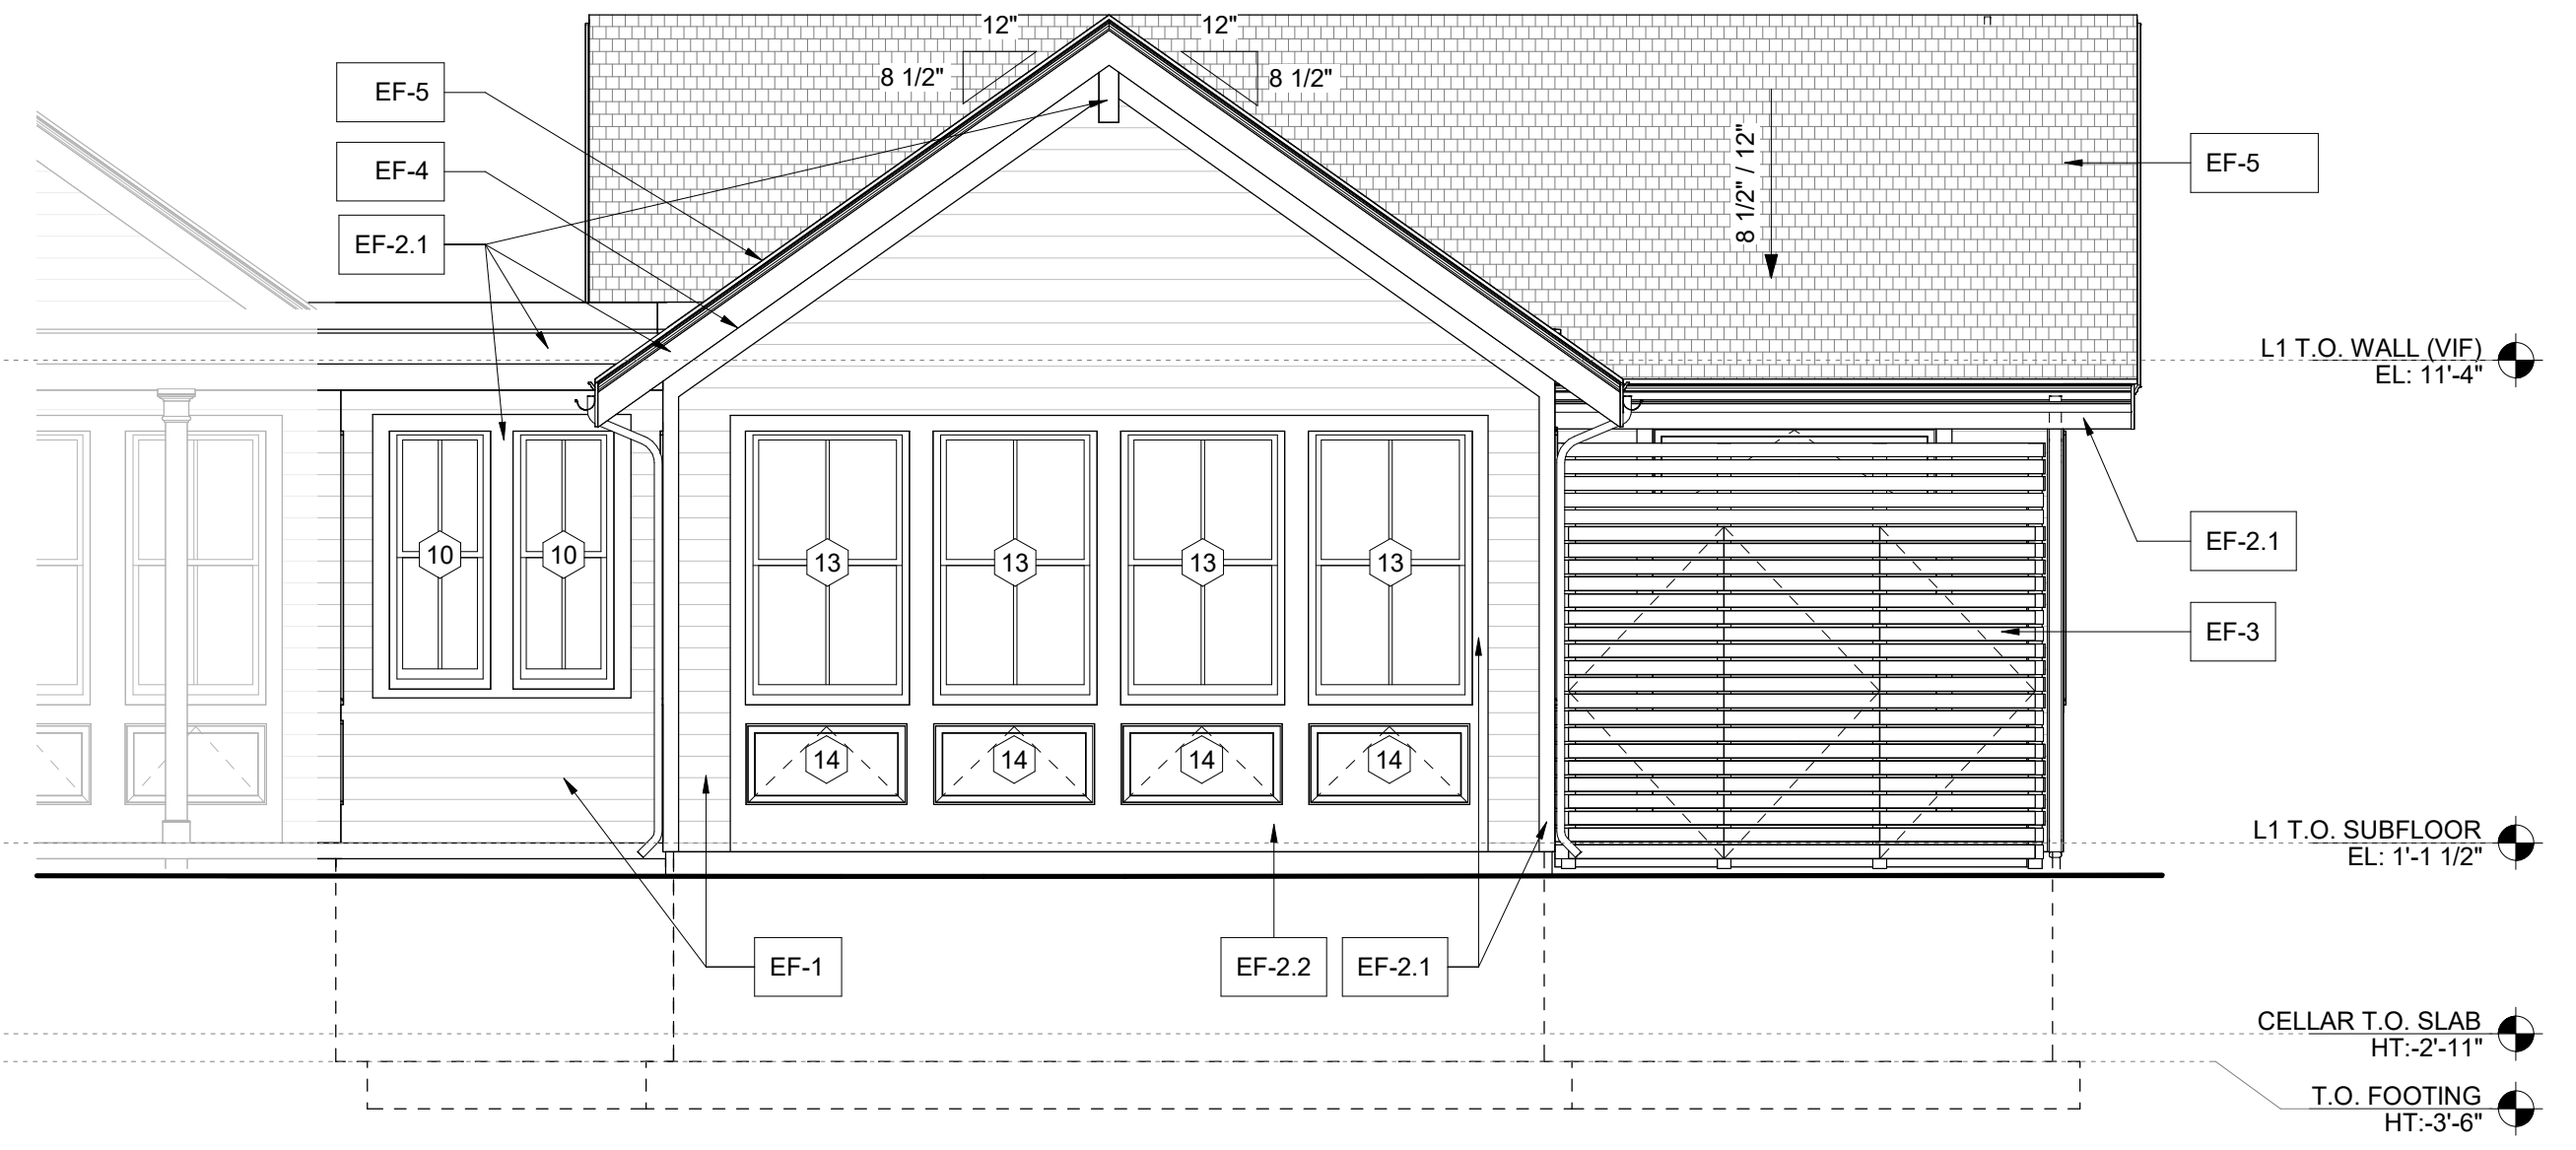 12"
12"
8 1/2"
8 1/2"
EF-5
EF-4
EF-2.1
8 1/2" / 12"
EF-5
L1 T.O. WALL (VIF)
EL: 11'-4"
EF-2.1
EF-3
10
10
13
13
13
13
14
14
14
14
L1 T.O. SUBFLOOR
EL: 1'-1 1/2"
EF-1
EF-2.2
EF-2.1
CELLAR T.O. SLAB
HT:-2'-11"
T.O. FOOTING
HT:-3'-6"